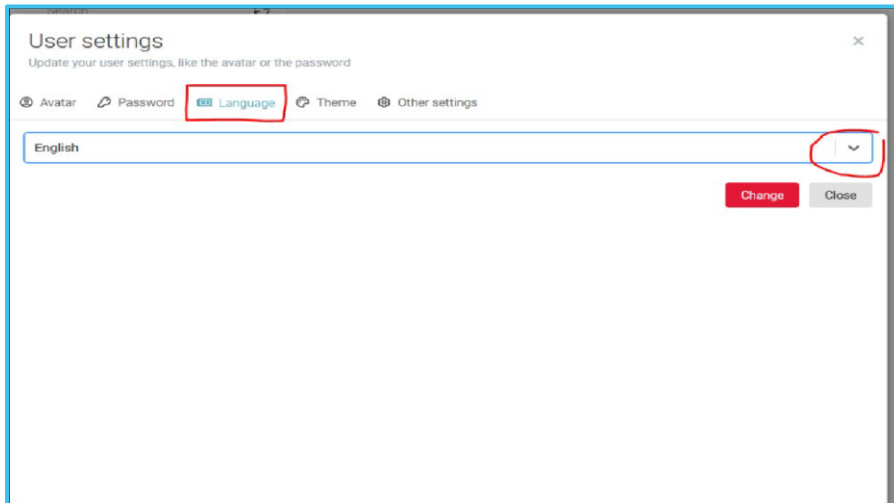 Search
User settings
Update your user settings, like the avatar or the password
Avatar Password Language Theme Other settings
English
Change Close